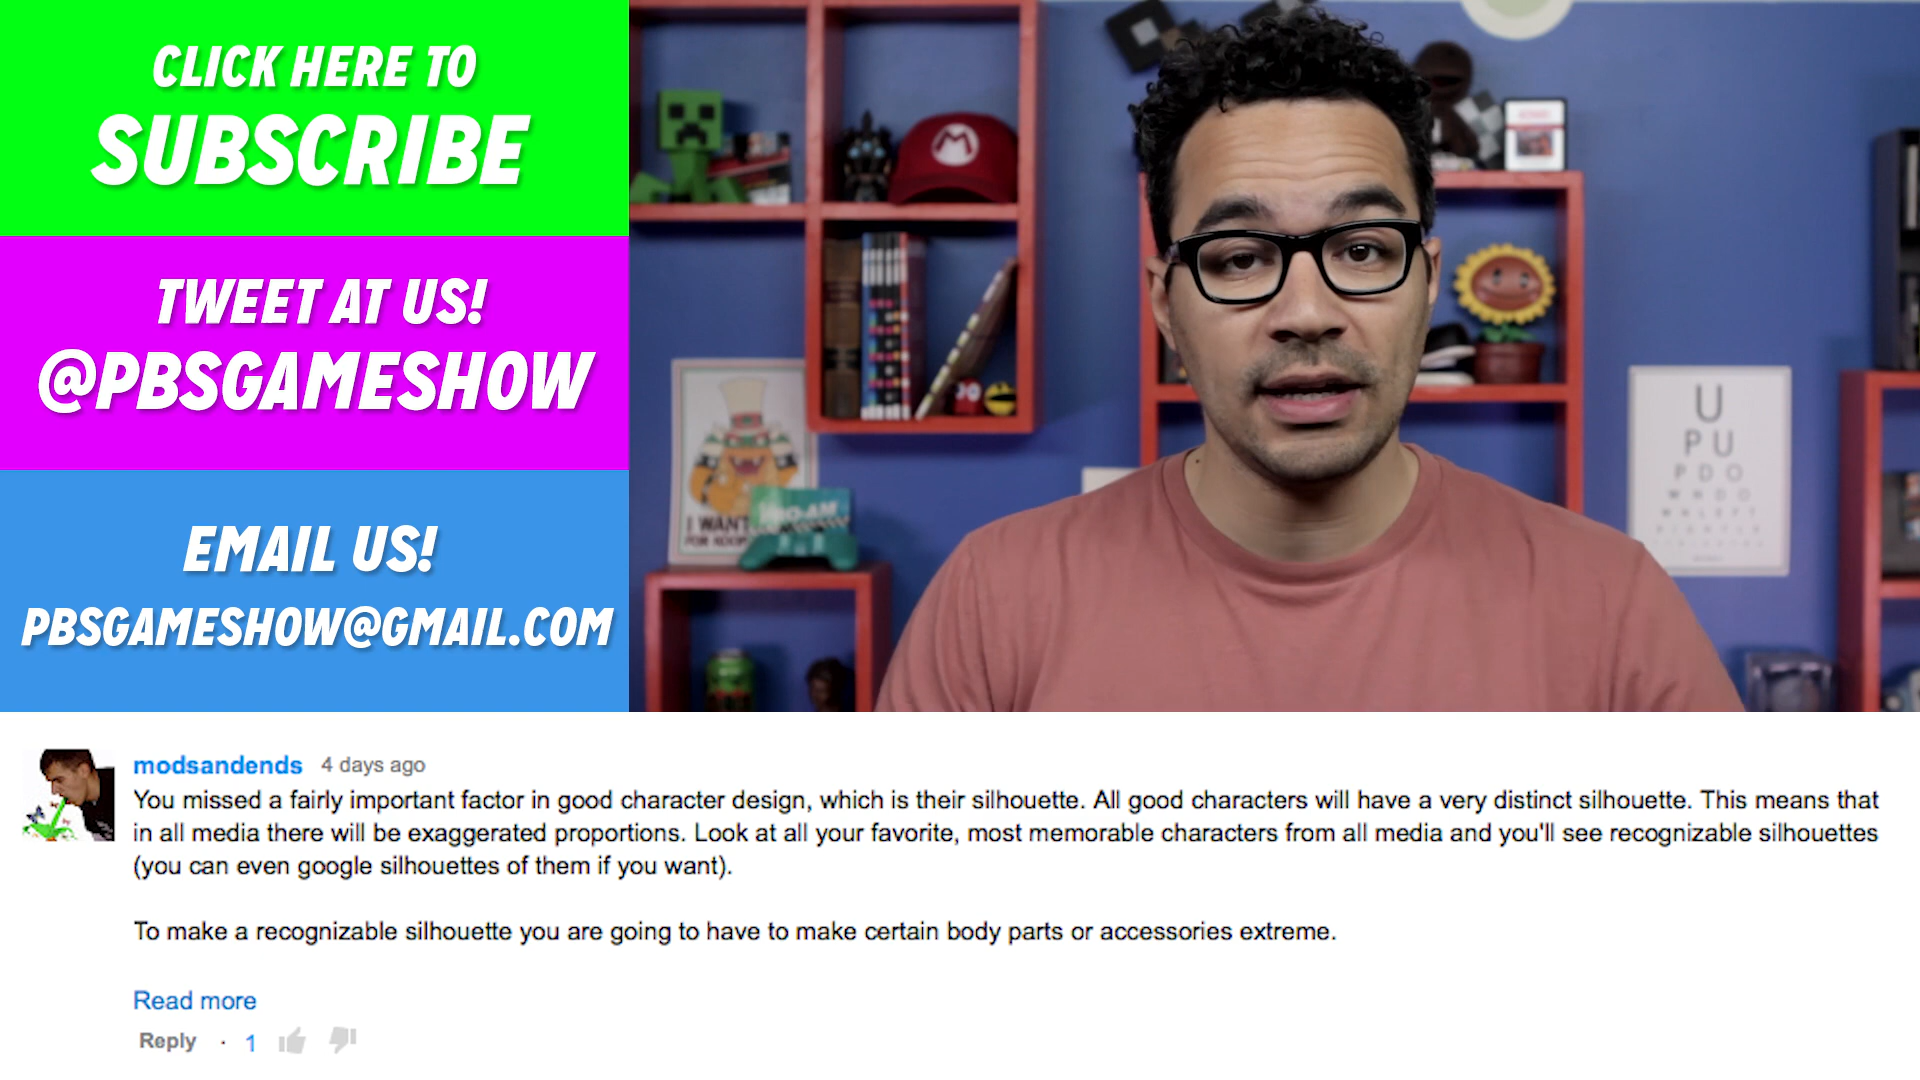 CLICK HERE TO
SUBSCRIBE
TWEET AT US!
@PBSGAMESHOW
EMAIL US!
PBSGAMESHOW@GMAIL.COM
M
I WANT
U
P U
P D O
W N D O
modsandends 4 days ago
You missed a fairly important factor in good character design, which is their silhouette. All good characters will have a very distinct silhouette. This means that
in all media there will be exaggerated proportions. Look at all your favorite, most memorable characters from all media and you'll see recognizable silhouettes
(you can even google silhouettes of them if you want).
To make a recognizable silhouette you are going to have to make certain body parts or accessories extreme.
Read more
Reply · 1